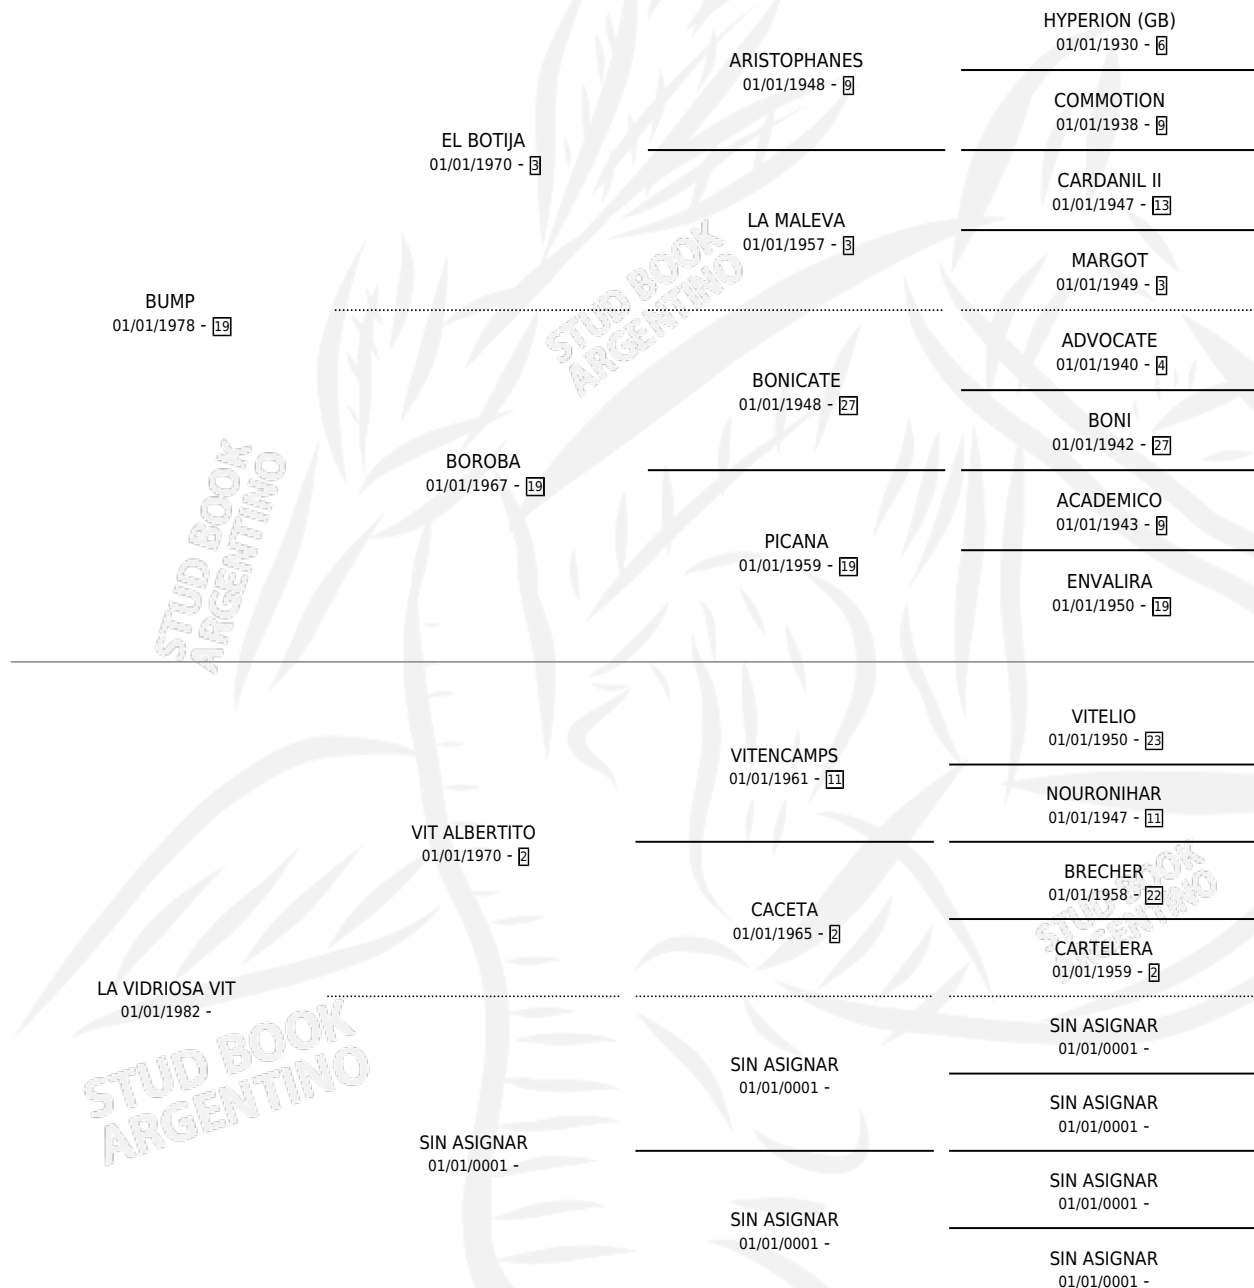 HYPERION (GB)
01/01/1930 - 6
ARISTOPHANES
01/01/1948 - 9
COMMOTION
01/01/1938 - 9
EL BOTIJA
01/01/1970 - 3
CARDANIL II
01/01/1947 - 13
LA MALEVA
01/01/1957 - 3
MARGOT
01/01/1949 - 3
BUMP
01/01/1978 - 19
STUD BOOK
ARGENTINO
ADVOCATE
01/01/1940 - 4
BONICATE
01/01/1948 - 27
BONI
01/01/1942 - 27
BOROBA
01/01/1967 - 19
ACADEMICO
01/01/1943 - 9
PICANA
01/01/1959 - 19
ENVALIRA
01/01/1950 - 19
STUD BOOK
ARGENTINO
VITELIO
01/01/1950 - 23
VITENCAMPS
01/01/1961 - 11
NOURONIHAR
01/01/1947 - 11
VIT ALBERTITO
01/01/1970 - 2
BRECHER
01/01/1958 - 22
CACETA
01/01/1965 - 2
STUD BOOK
ARGENTINO
CARTELERA
01/01/1959 - 2
LA VIDRIOSA VIT
01/01/1982 -
STUD BOOK
ARGENTINO
SIN ASIGNAR
01/01/0001 -
SIN ASIGNAR
01/01/0001 -
SIN ASIGNAR
01/01/0001 -
SIN ASIGNAR
01/01/0001 -
SIN ASIGNAR
01/01/0001 -
SIN ASIGNAR
01/01/0001 -
SIN ASIGNAR
01/01/0001 -